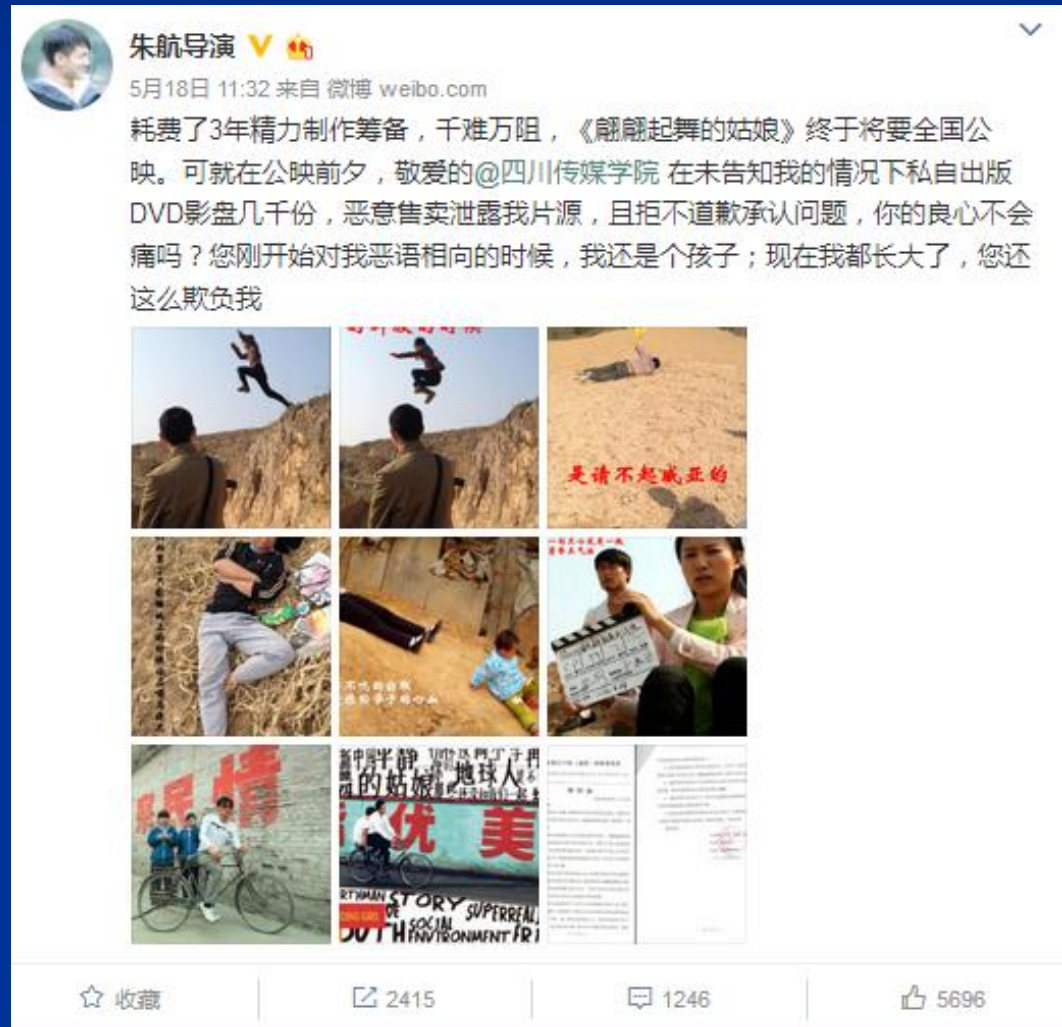 朱航导演
5月18日 11:32 来自 微博 weibo.com
耗费了3年精力制作筹备，千难万阻，《翩翩起舞的姑娘》终于将要全国公
映。可就在公映前夕，敬爱的@四川传媒学院 在未告知我的情况下私自出版
DVD影盘几千份，恶意售卖泄露我片源，且拒不道歉承认问题，你的良心不会
痛吗？您刚开始对我恶语相向的时候，我还是个孩子；现在我都长大了，您还
这么欺负我
是请不起威亚的
民情
平静
的姑娘
地球人
优美
STORY
SUPERREAL
SOCIAL
ENVIRONMENT
收藏
2415
1246
5696